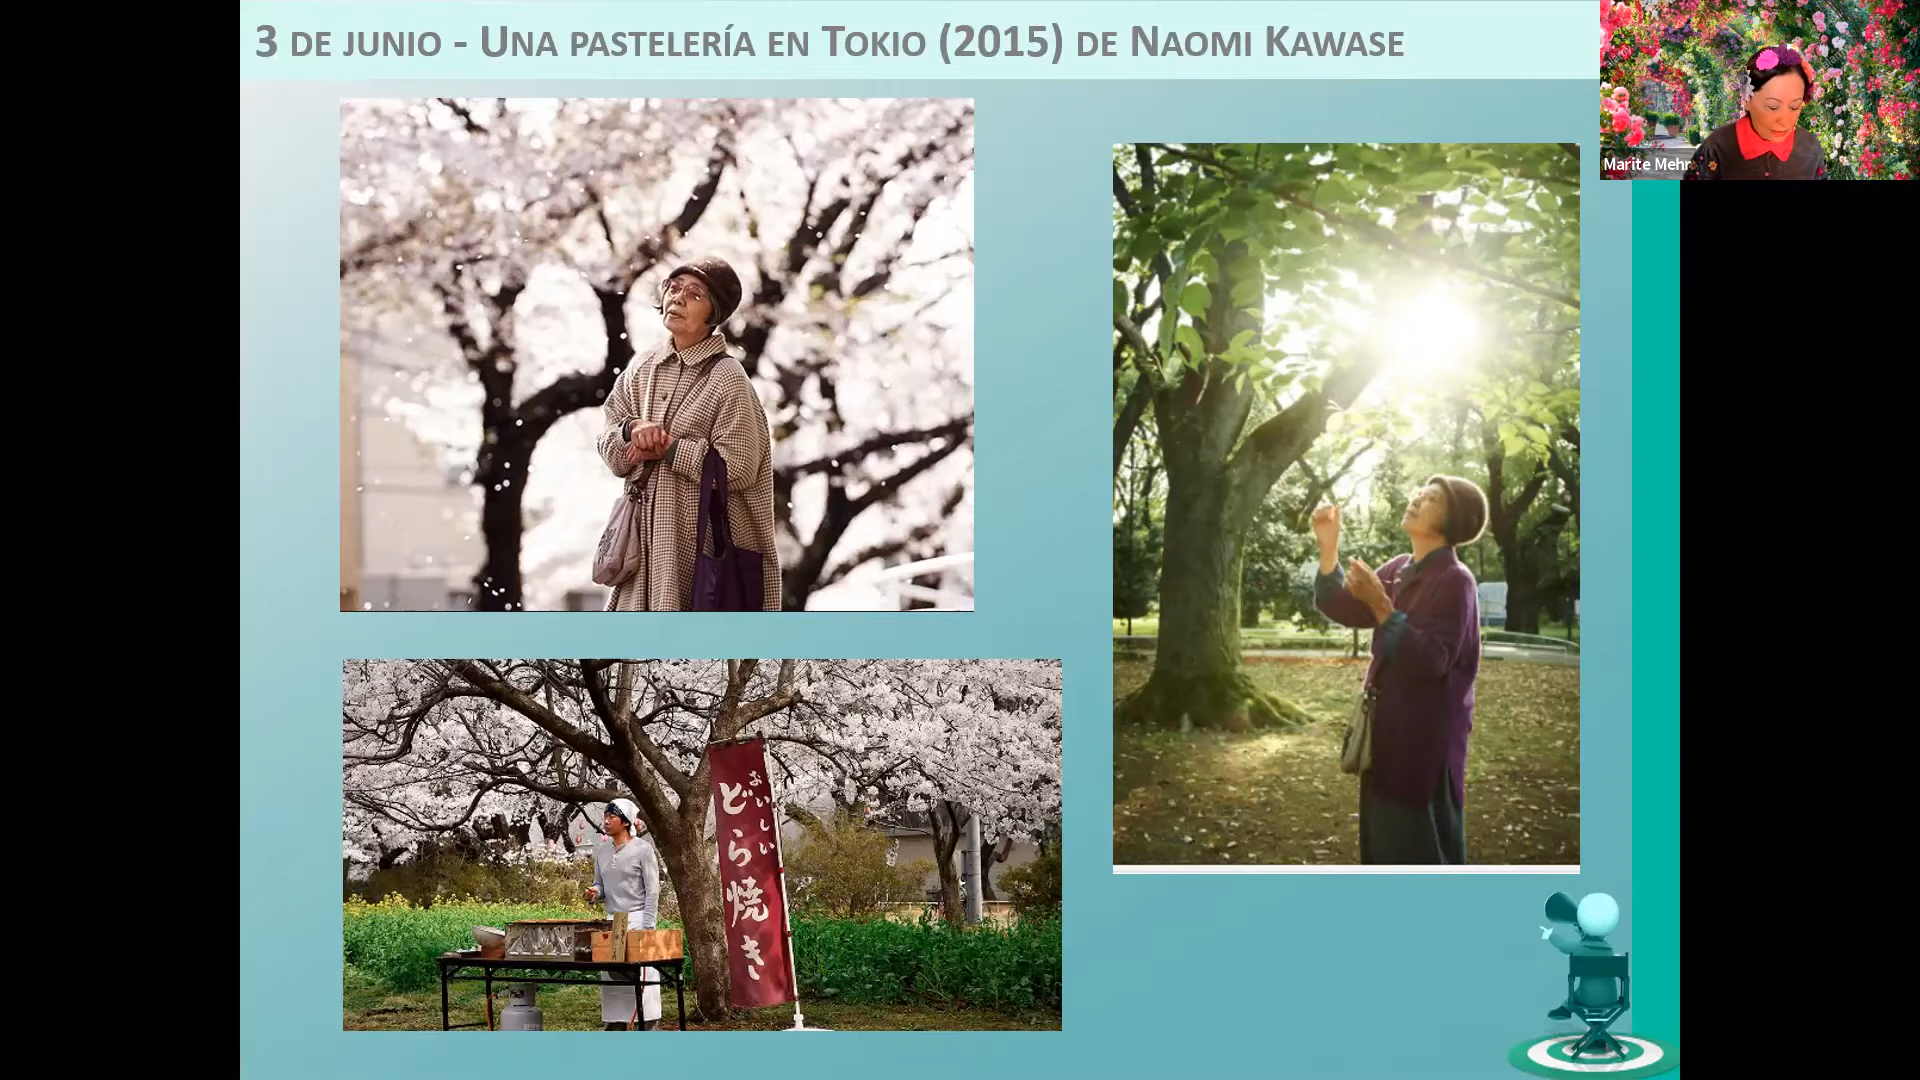 3 DE JUNIO - UNA PASTELERÍA EN TOKIO (2015) DE NAOMI KAWASE
Marite Mehr
おいしい
どら焼き